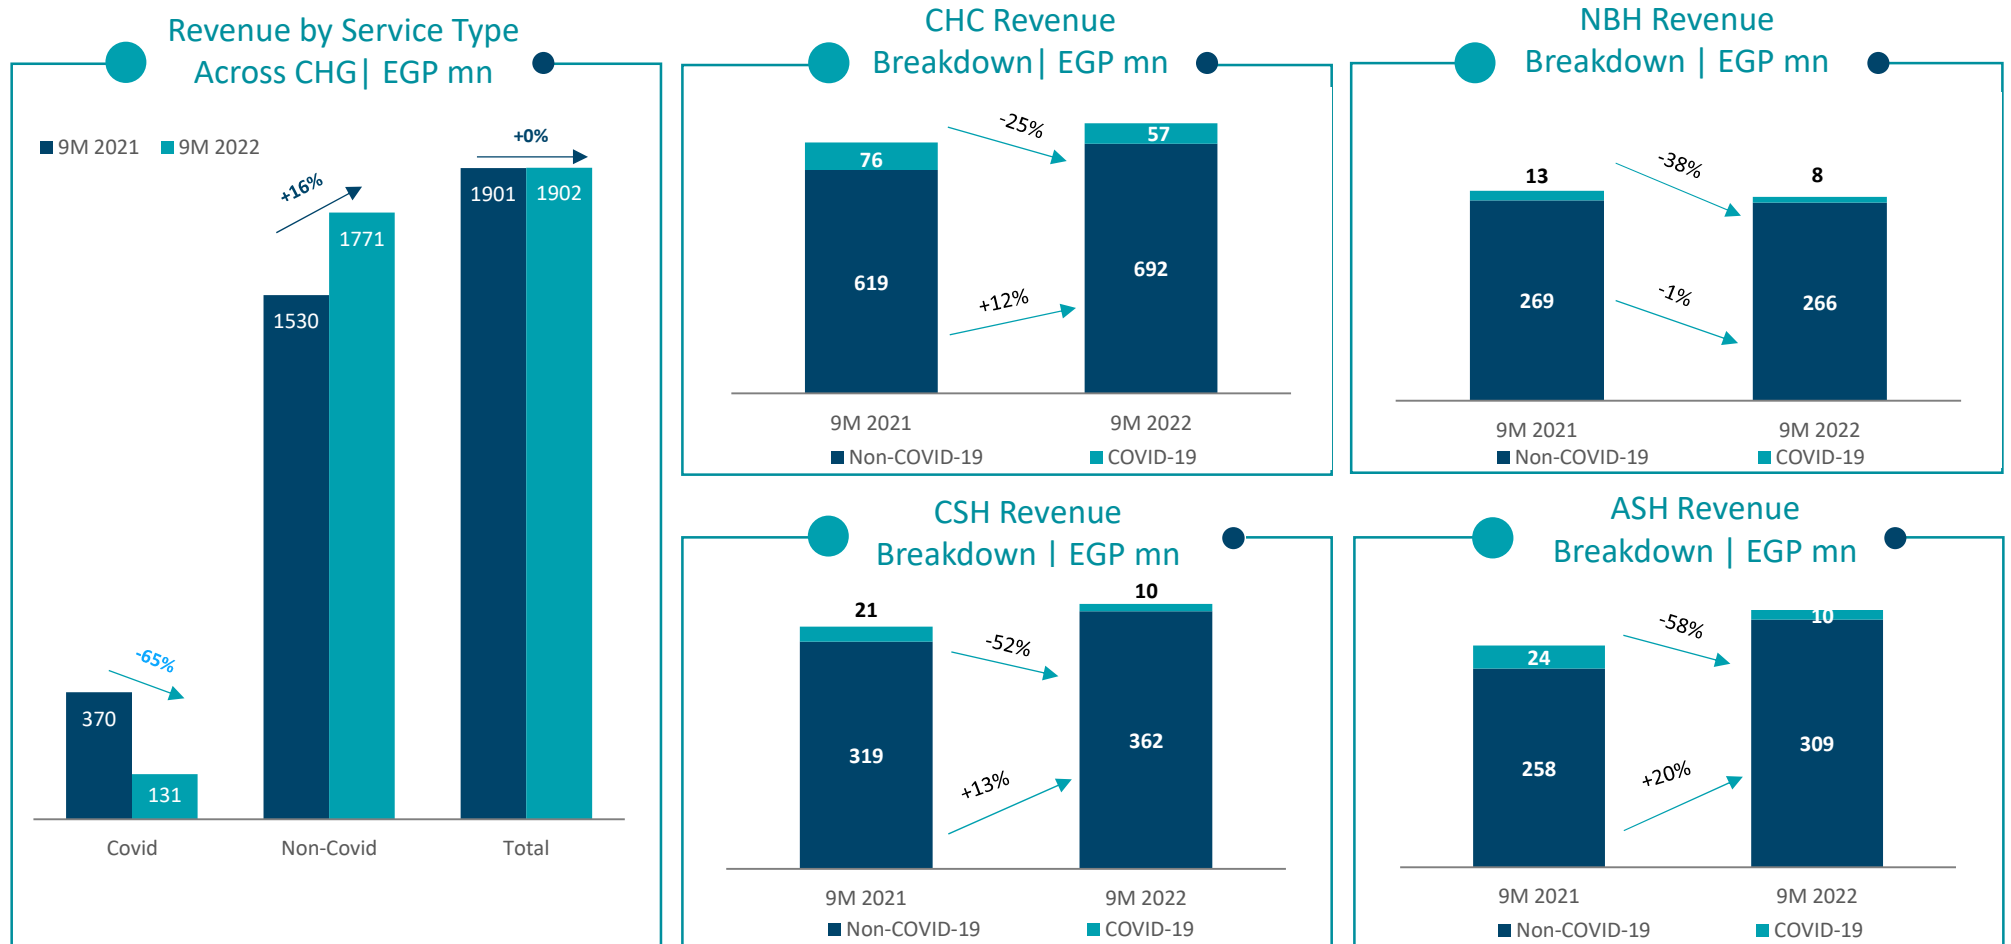 Revenue by Service Type
Across CHG| EGP mn
9M 2021
9M 2022
+0%
+16%
-65%
1901
1902
1771
1530
370
131
Covid
Non-Covid
Total
CHC Revenue
Breakdown| EGP mn
-25%
57
76
692
619
+12%
9M 2021
9M 2022
Non-COVID-19
COVID-19
NBH Revenue
Breakdown | EGP mn
-38%
13
8
-1%
269
266
9M 2021
9M 2022
Non-COVID-19
COVID-19
CSH Revenue
Breakdown | EGP mn
10
21
-52%
362
319
+13%
9M 2021
9M 2022
Non-COVID-19
COVID-19
ASH Revenue
Breakdown | EGP mn
-58%
10
24
309
258
+20%
9M 2021
9M 2022
Non-COVID-19
COVID-19